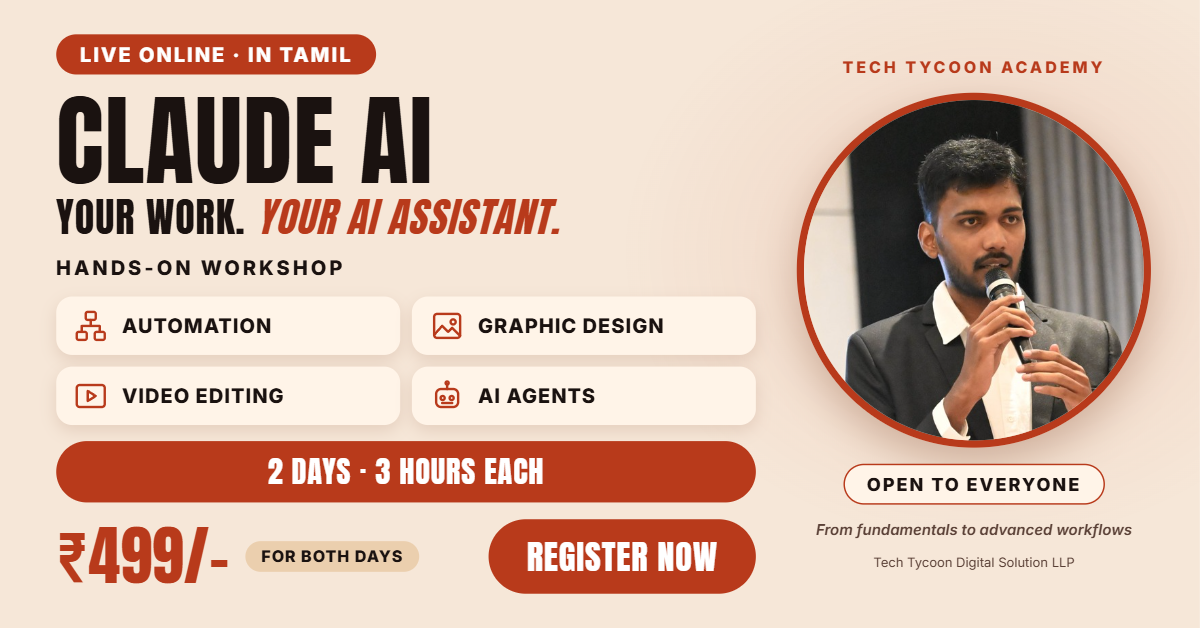 LIVE ONLINE · IN TAMIL
CLAUDE AI
YOUR WORK. YOUR AI ASSISTANT.
HANDS-ON WORKSHOP
AUTOMATION
GRAPHIC DESIGN
VIDEO EDITING
AI AGENTS
2 DAYS · 3 HOURS EACH
₹499/-
FOR BOTH DAYS
REGISTER NOW
TECH TYCOON ACADEMY
OPEN TO EVERYONE
From fundamentals to advanced workflows
Tech Tycoon Digital Solution LLP